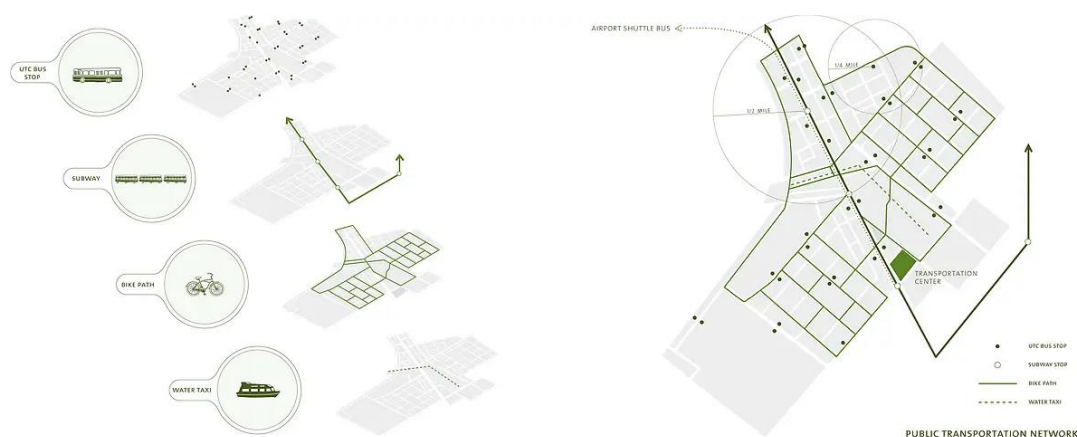 UTC BUS
STOP
SUBWAY
BIKE PATH
WATER TAXI
AIRPORT SHUTTLE BUS
1/4 MILE
1/2 MILE
TRANSPORTATION
CENTER
UTC BUS STOP
SUBWAY STOP
BIKE PATH
WATER TAXI
PUBLIC TRANSPORTATION NETWORK